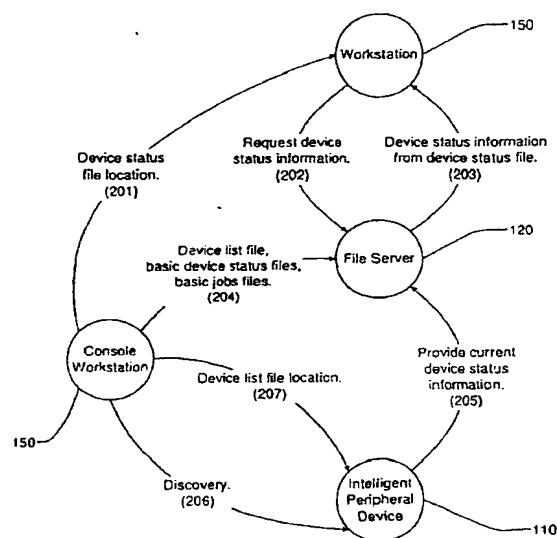 150
Workstation
Device status
file location.
(201)
Request device
status information.
(202)
Device status information
from device status file.
(203)
120
File Server
Device list file,
basic device status files,
basic jobs files.
(204)
Console
Workstation
Provide current
device status
information.
(205)
Device list file location.
(207)
150
Discovery.
(206)
Intelligent
Peripheral
Device
110